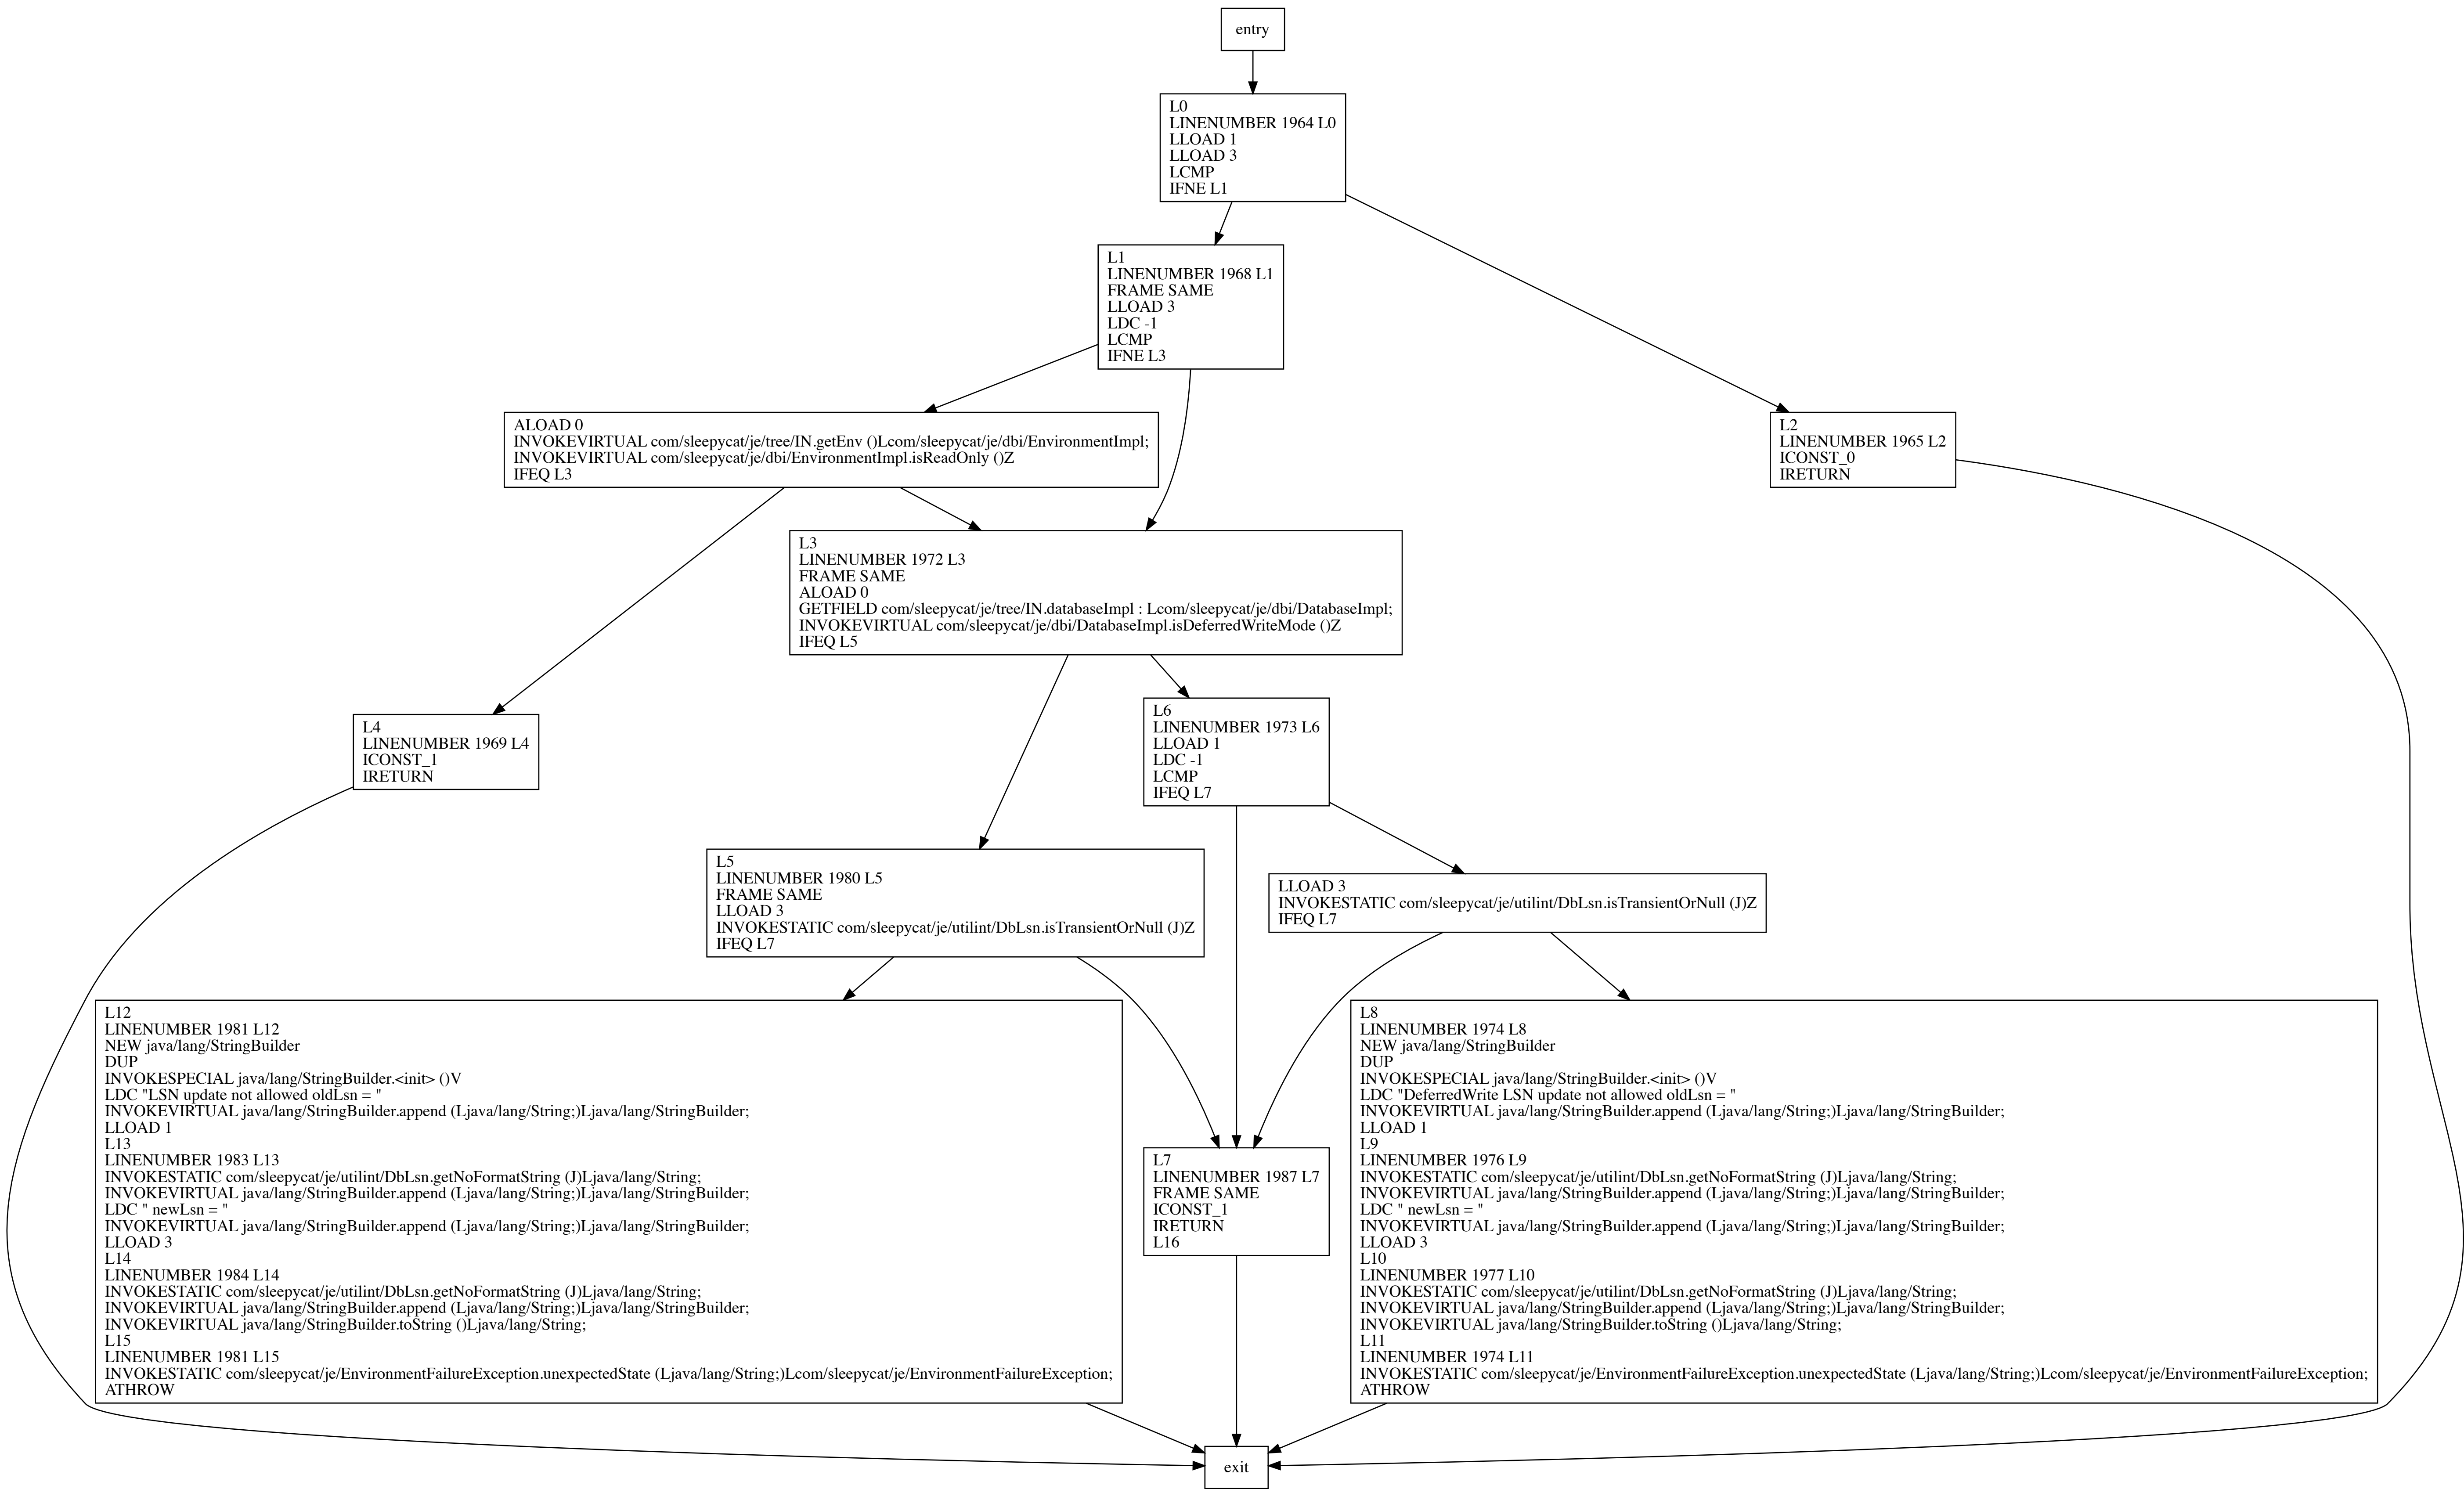 entry
L0
LINENUMBER 1964 L0
LLOAD 1
LLOAD 3
LCMP
IFNE L1
L1
LINENUMBER 1968 L1
FRAME SAME
LLOAD 3
LDC -1
LCMP
IFNE L3
ALOAD 0
INVOKEVIRTUAL com/sleepycat/je/tree/IN.getEnv ()Lcom/sleepycat/je/dbi/EnvironmentImpl;
INVOKEVIRTUAL com/sleepycat/je/dbi/EnvironmentImpl.isReadOnly ()Z
IFEQ L3
L2
LINENUMBER 1965 L2
ICONST_0
IRETURN
L3
LINENUMBER 1972 L3
FRAME SAME
ALOAD 0
GETFIELD com/sleepycat/je/tree/IN.databaseImpl : Lcom/sleepycat/je/dbi/DatabaseImpl;
INVOKEVIRTUAL com/sleepycat/je/dbi/DatabaseImpl.isDeferredWriteMode ()Z
IFEQ L5
L4
LINENUMBER 1969 L4
ICONST_1
IRETURN
L6
LINENUMBER 1973 L6
LLOAD 1
LDC -1
LCMP
IFEQ L7
L5
LINENUMBER 1980 L5
FRAME SAME
LLOAD 3
INVOKESTATIC com/sleepycat/je/utilint/DbLsn.isTransientOrNull (J)Z
IFEQ L7
LLOAD 3
INVOKESTATIC com/sleepycat/je/utilint/DbLsn.isTransientOrNull (J)Z
IFEQ L7
L12
LINENUMBER 1981 L12
NEW java/lang/StringBuilder
DUP
INVOKESPECIAL java/lang/StringBuilder.<init> ()V
LDC "LSN update not allowed oldLsn = "
INVOKEVIRTUAL java/lang/StringBuilder.append (Ljava/lang/String;)Ljava/lang/StringBuilder;
LLOAD 1
L13
LINENUMBER 1983 L13
INVOKESTATIC com/sleepycat/je/utilint/DbLsn.getNoFormatString (J)Ljava/lang/String;
INVOKEVIRTUAL java/lang/StringBuilder.append (Ljava/lang/String;)Ljava/lang/StringBuilder;
LDC " newLsn = "
INVOKEVIRTUAL java/lang/StringBuilder.append (Ljava/lang/String;)Ljava/lang/StringBuilder;
LLOAD 3
L14
LINENUMBER 1984 L14
INVOKESTATIC com/sleepycat/je/utilint/DbLsn.getNoFormatString (J)Ljava/lang/String;
INVOKEVIRTUAL java/lang/StringBuilder.append (Ljava/lang/String;)Ljava/lang/StringBuilder;
INVOKEVIRTUAL java/lang/StringBuilder.toString ()Ljava/lang/String;
L15
LINENUMBER 1981 L15
INVOKESTATIC com/sleepycat/je/EnvironmentFailureException.unexpectedState (Ljava/lang/String;)Lcom/sleepycat/je/EnvironmentFailureException;
ATHROW
L7
LINENUMBER 1987 L7
FRAME SAME
ICONST_1
IRETURN
L16
L8
LINENUMBER 1974 L8
NEW java/lang/StringBuilder
DUP
INVOKESPECIAL java/lang/StringBuilder.<init> ()V
LDC "DeferredWrite LSN update not allowed oldLsn = "
INVOKEVIRTUAL java/lang/StringBuilder.append (Ljava/lang/String;)Ljava/lang/StringBuilder;
LLOAD 1
L9
LINENUMBER 1976 L9
INVOKESTATIC com/sleepycat/je/utilint/DbLsn.getNoFormatString (J)Ljava/lang/String;
INVOKEVIRTUAL java/lang/StringBuilder.append (Ljava/lang/String;)Ljava/lang/StringBuilder;
LDC " newLsn = "
INVOKEVIRTUAL java/lang/StringBuilder.append (Ljava/lang/String;)Ljava/lang/StringBuilder;
LLOAD 3
L10
LINENUMBER 1977 L10
INVOKESTATIC com/sleepycat/je/utilint/DbLsn.getNoFormatString (J)Ljava/lang/String;
INVOKEVIRTUAL java/lang/StringBuilder.append (Ljava/lang/String;)Ljava/lang/StringBuilder;
INVOKEVIRTUAL java/lang/StringBuilder.toString ()Ljava/lang/String;
L11
LINENUMBER 1974 L11
INVOKESTATIC com/sleepycat/je/EnvironmentFailureException.unexpectedState (Ljava/lang/String;)Lcom/sleepycat/je/EnvironmentFailureException;
ATHROW
exit